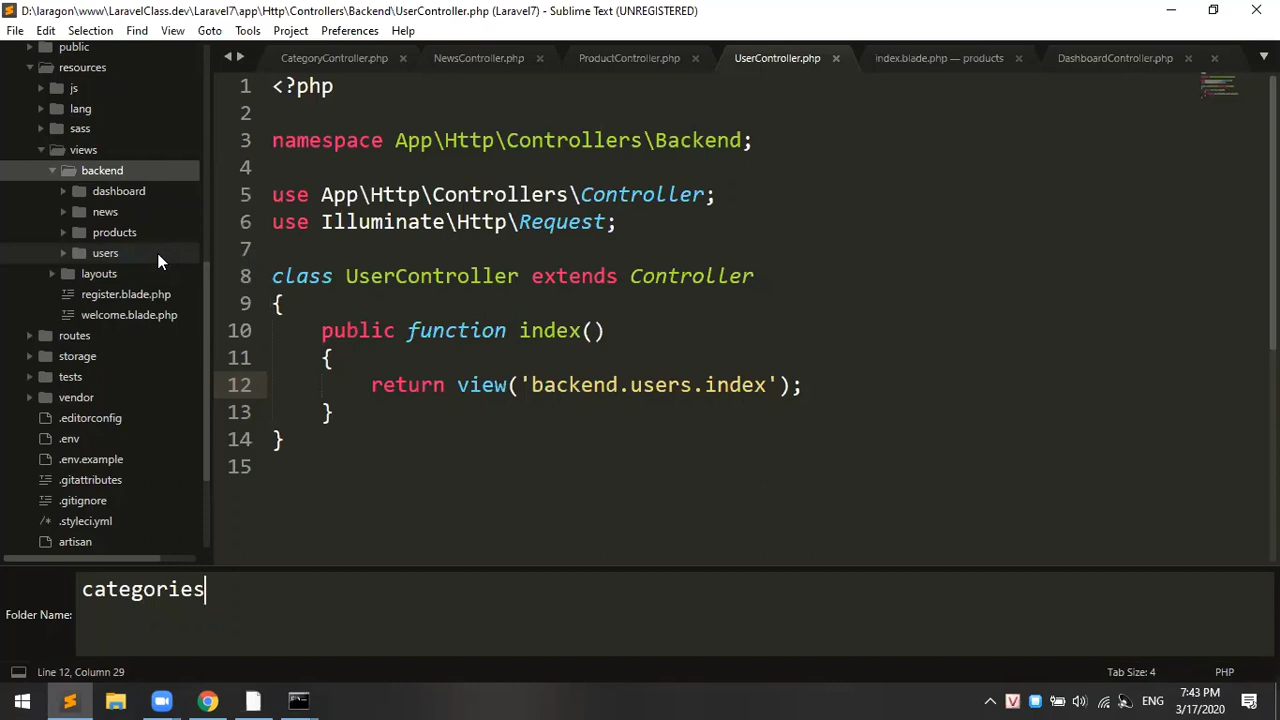 D:\laragon\www\LaravelClass.dev\Laravel7\app\Http\Controllers\Backend\UserController.php (Laravel7) - Sublime Text (UNREGISTERED)
File Edit Selection Find View Goto Tools Project Preferences Help
public
resources
js
lang
sass
views
backend
dashboard
news
products
users
layouts
register.blade.php
welcome.blade.php
routes
storage
tests
vendor
.editorconfig
.env
.env.example
.gitattributes
.gitignore
.styleci.yml
artisan
CategoryController.php NewsController.php ProductController.php UserController.php index.blade.php — products DashboardController.php
1 <?php
2
3 namespace App\Http\Controllers\Backend;
4
5 use App\Http\Controllers\Controller;
6 use Illuminate\Http\Request;
7
8 class UserController extends Controller
9 {
10 public function index()
11 {
12 return view('backend.users.index');
13 }
14 }
15
Folder Name: categories
Line 12, Column 29 Tab Size: 4 PHP
ENG 7:43 PM
3/17/2020